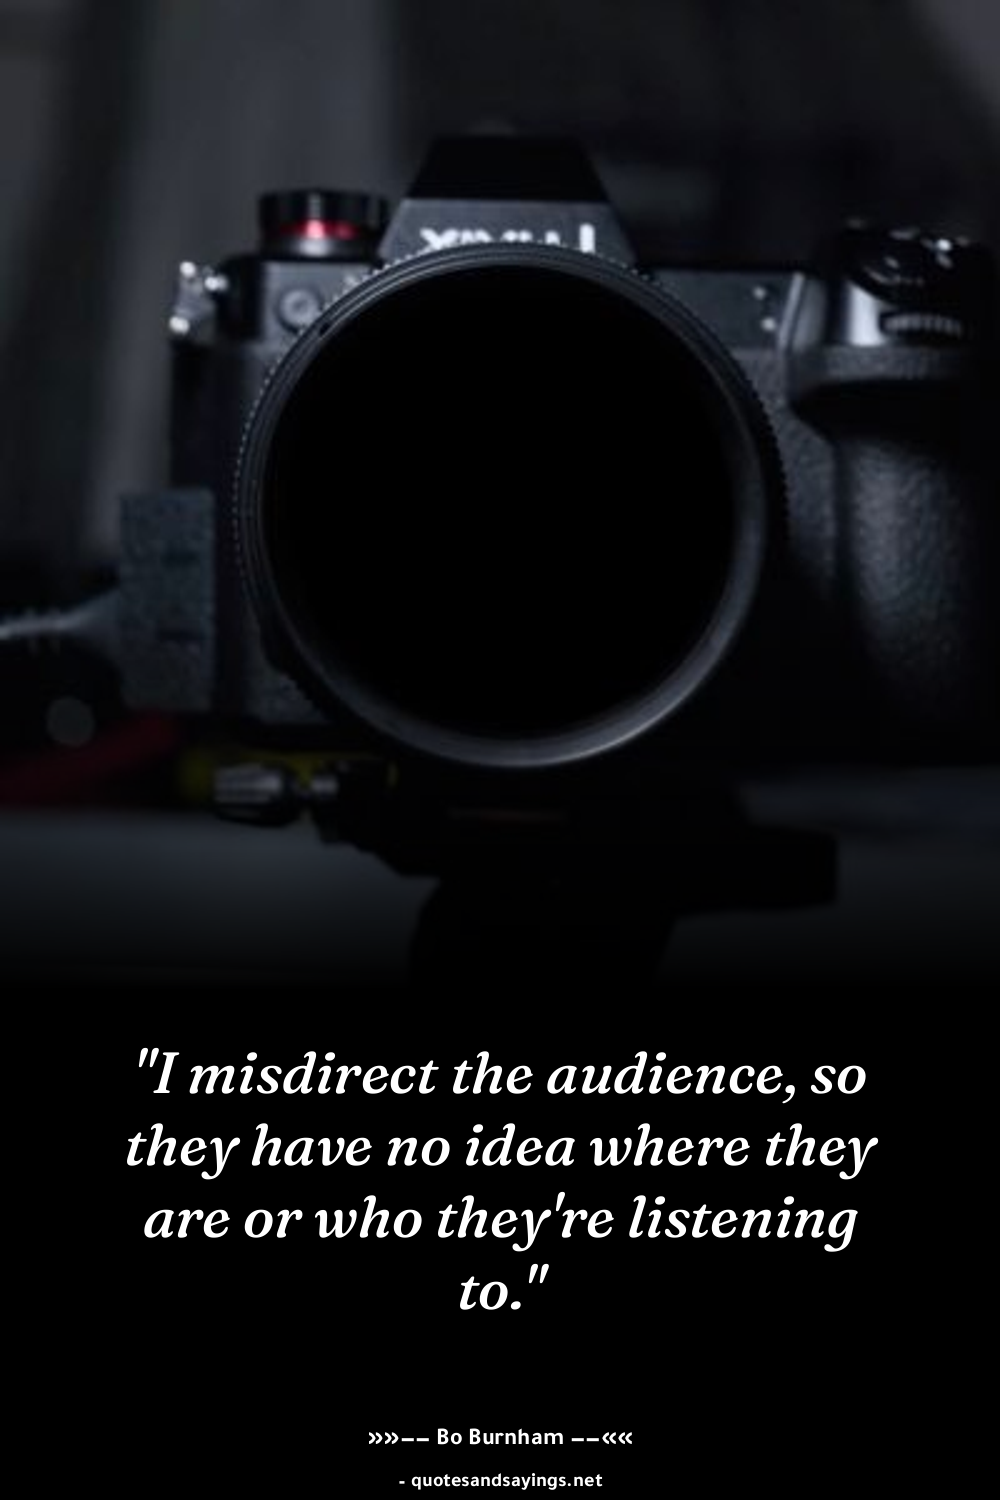 "I misdirect the audience, so
they have no idea where they
are or who they're listening
to."
»»—— Bo Burnham ——««
- quotesandsayings.net